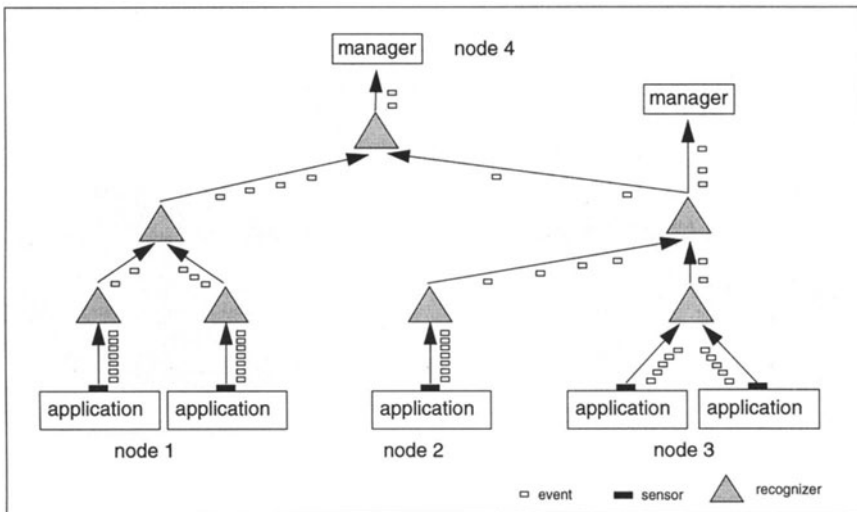 manager node 4
manager
application application application application application
node 1 node 2 node 3
event sensor recognizer